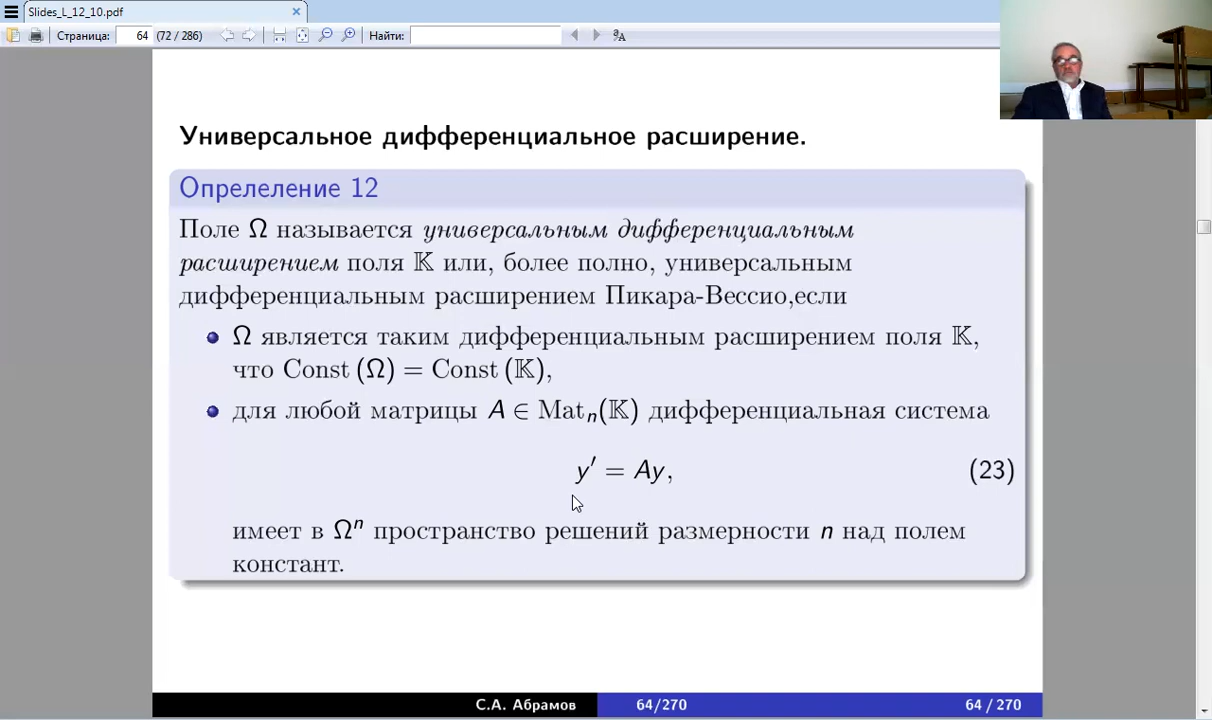 Slides_L_12_10.pdf
Страница: 64 (72 / 286) Найти:
Универсальное дифференциальное расширение.
Опрелеление 12
Поле Ω называется универсальным дифференциальным
расширением поля 𝕂 или, более полно, универсальным
дифференциальным расширением Пикара-Вессио,если
Ω является таким дифференциальным расширением поля 𝕂,
что Const (Ω) = Const (𝕂),
для любой матрицы A ∈ Matₙ(𝕂) дифференциальная система
y′ = Ay, (23)
имеет в Ωⁿ пространство решений размерности n над полем
констант.
С.А. Абрамов 64/270 64 / 270